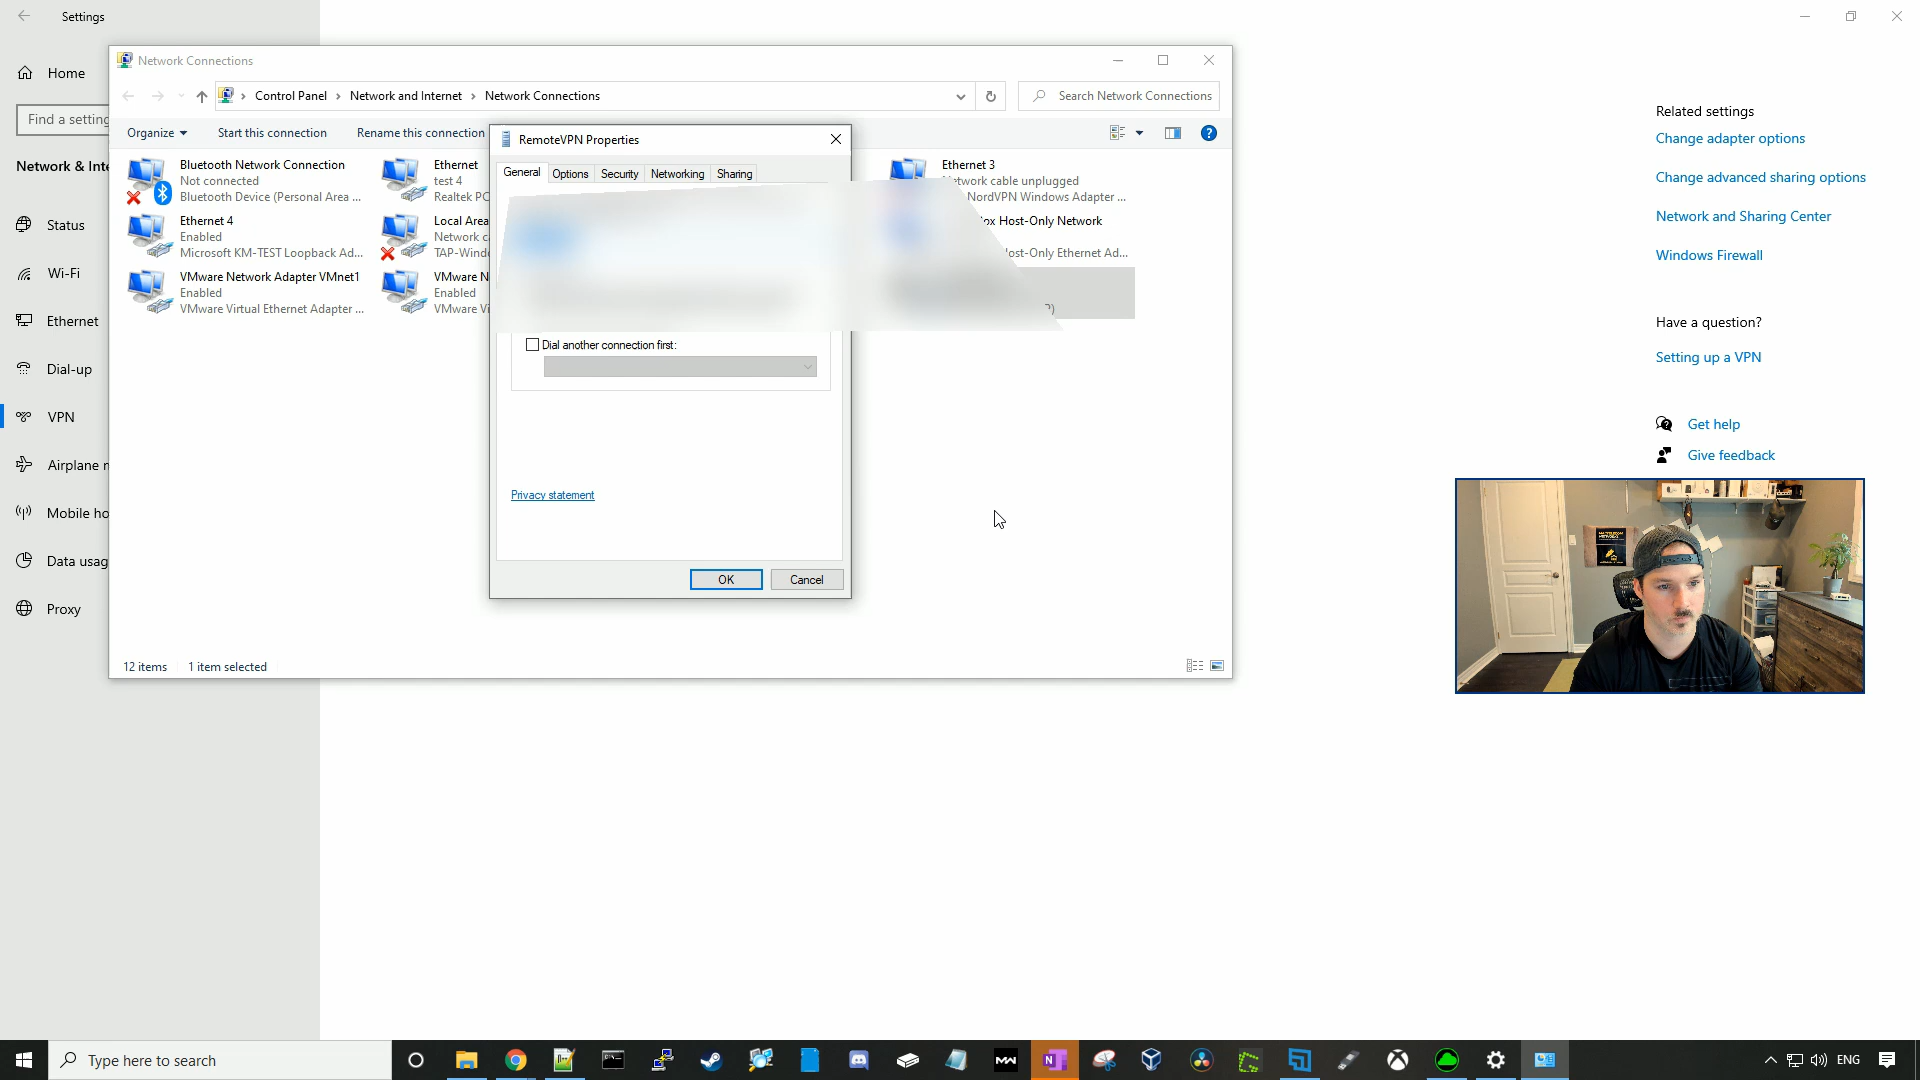 Settings
Home
Find a setting
Network & Inte
Status
Wi-Fi
Ethernet
Dial-up
VPN
Airplane m
Mobile ho
Data usag
Proxy
Network Connections
Control Panel > Network and Internet > Network Connections
Search Network Connections
Organize
Start this connection
Rename this connection
Bluetooth Network Connection
Not connected
Bluetooth Device (Personal Area ...
Ethernet
test 4
Realtek PC
Ethernet 3
Network cable unplugged
NordVPN Windows Adapter ...
Ethernet 4
Enabled
Microsoft KM-TEST Loopback Ad...
Local Area
Network c
TAP-Windo
ox Host-Only Network
Host-Only Ethernet Ad...
VMware Network Adapter VMnet1
Enabled
VMware Virtual Ethernet Adapter ...
VMware N
Enabled
VMware Vi
RemoteVPN Properties
General
Options
Security
Networking
Sharing
Dial another connection first:
Privacy statement
OK
Cancel
12 items
1 item selected
Related settings
Change adapter options
Change advanced sharing options
Network and Sharing Center
Windows Firewall
Have a question?
Setting up a VPN
Get help
Give feedback
Type here to search
MW
N
ENG